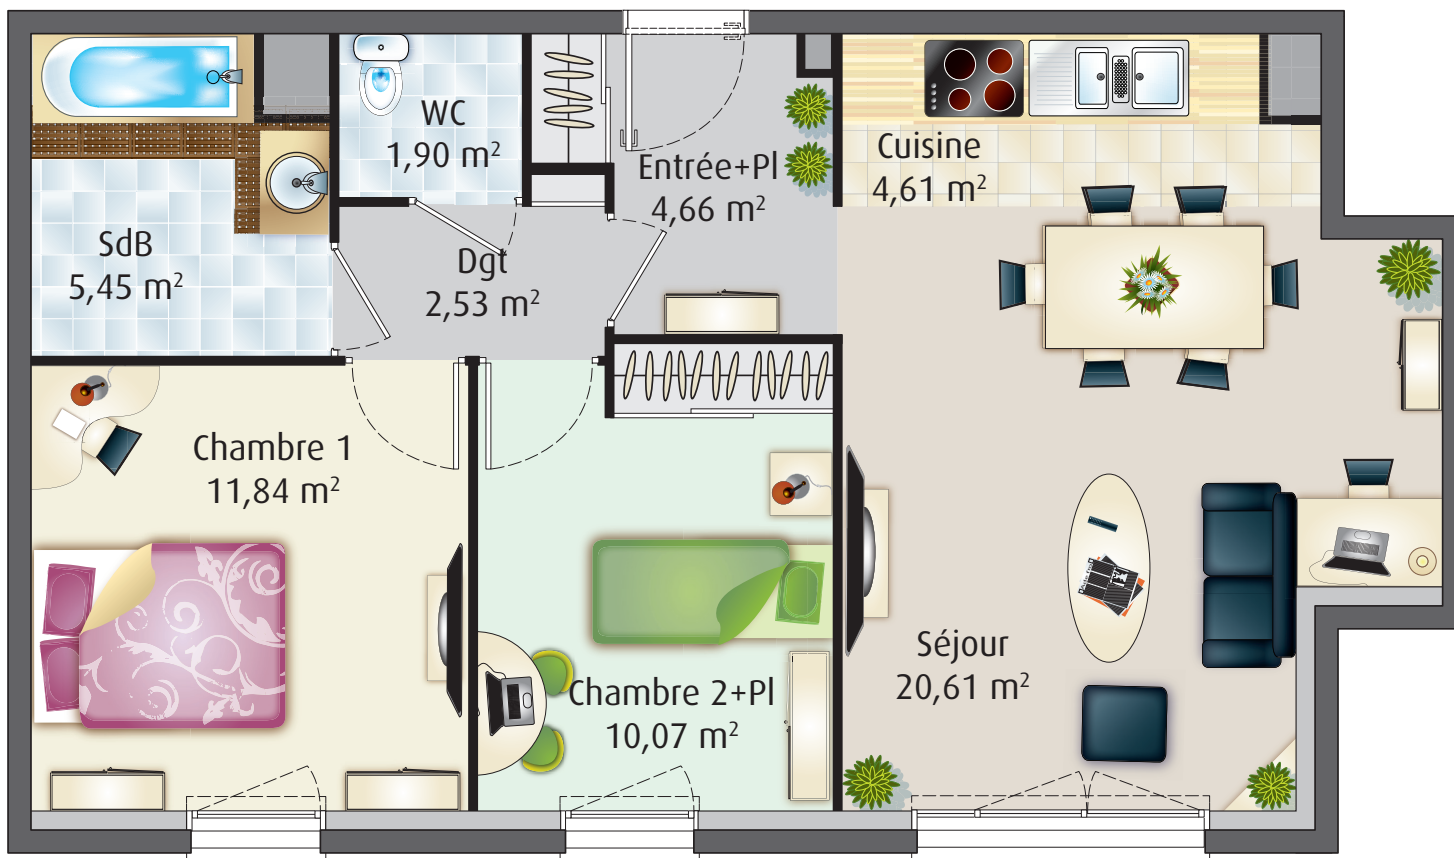 WC
1,90 m²
Entrée+Pl
4,66 m²
Cuisine
4,61 m²
SdB
5,45 m²
Dgt
2,53 m²
Chambre 1
11,84 m²
Chambre 2+Pl
10,07 m²
Séjour
20,61 m²